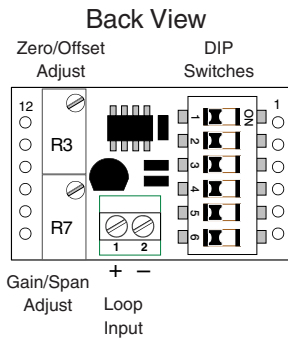 Back View
Zero/Offset
Adjust
DIP
Switches
12
1
ON
R3
1
2
3
4
5
6
R7
1 2
+ –
Gain/Span
Adjust
Loop
Input